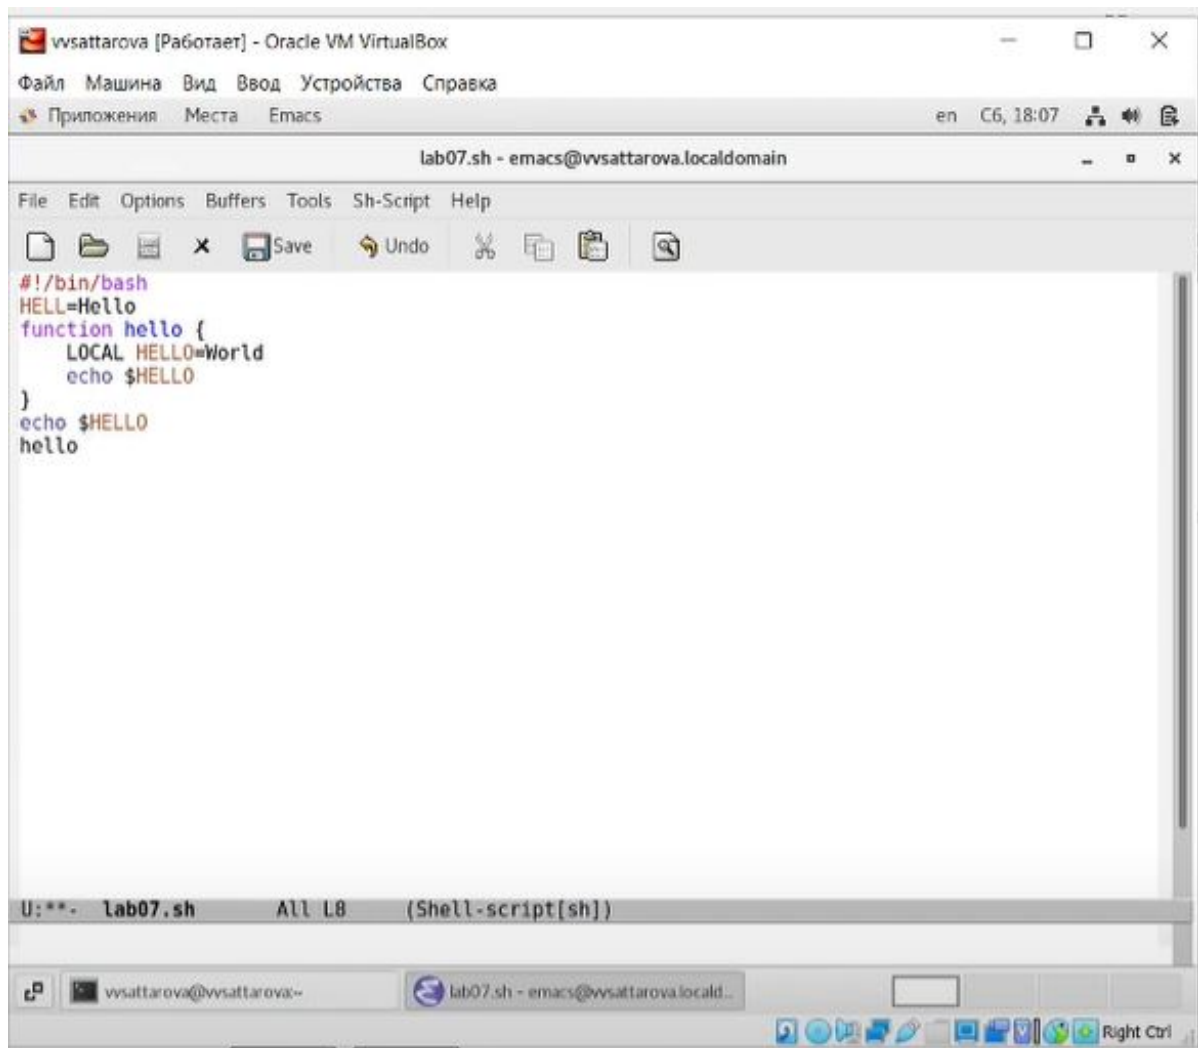 vvsattarova [Работает] - Oracle VM VirtualBox
Файл Машина Вид Ввод Устройства Справка
Приложения Места Emacs en Сб, 18:07
lab07.sh - emacs@vvsattarova.localdomain
File Edit Options Buffers Tools Sh-Script Help
Save Undo
#!/bin/bash
HELL=Hello
function hello {
    LOCAL HELLO=World
    echo $HELLO
}
echo $HELLO
hello
U:**- lab07.sh All L8 (Shell-script[sh])
vvsattarova@vvsattarova:~ lab07.sh - emacs@vvsattarova.locald...
Right Ctrl